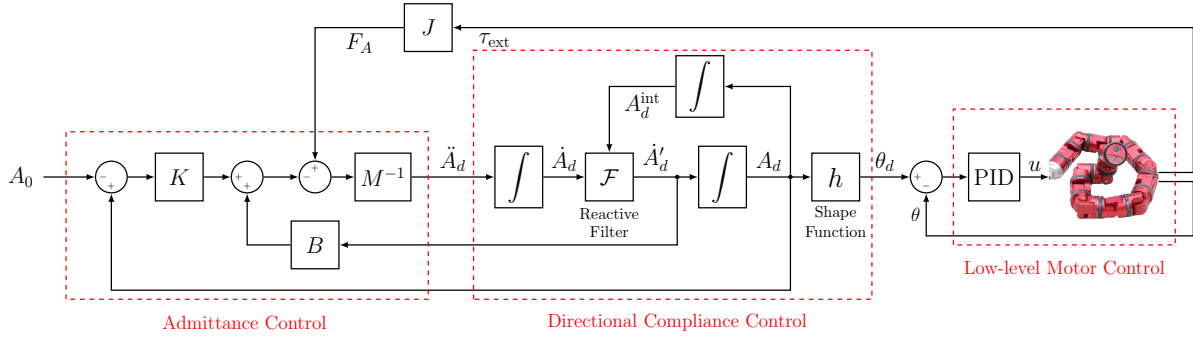 J
F_A
τ_ext
∫
A_d^int
A_0
-
+
K
+
+
+
-
M^{-1}
Ä_d
∫
Ȧ_d
F
Ȧ_d′
∫
A_d
h
θ_d
+
-
PID
u
Reactive
Filter
Shape
Function
θ
B
Low-level Motor Control
Admittance Control
Directional Compliance Control